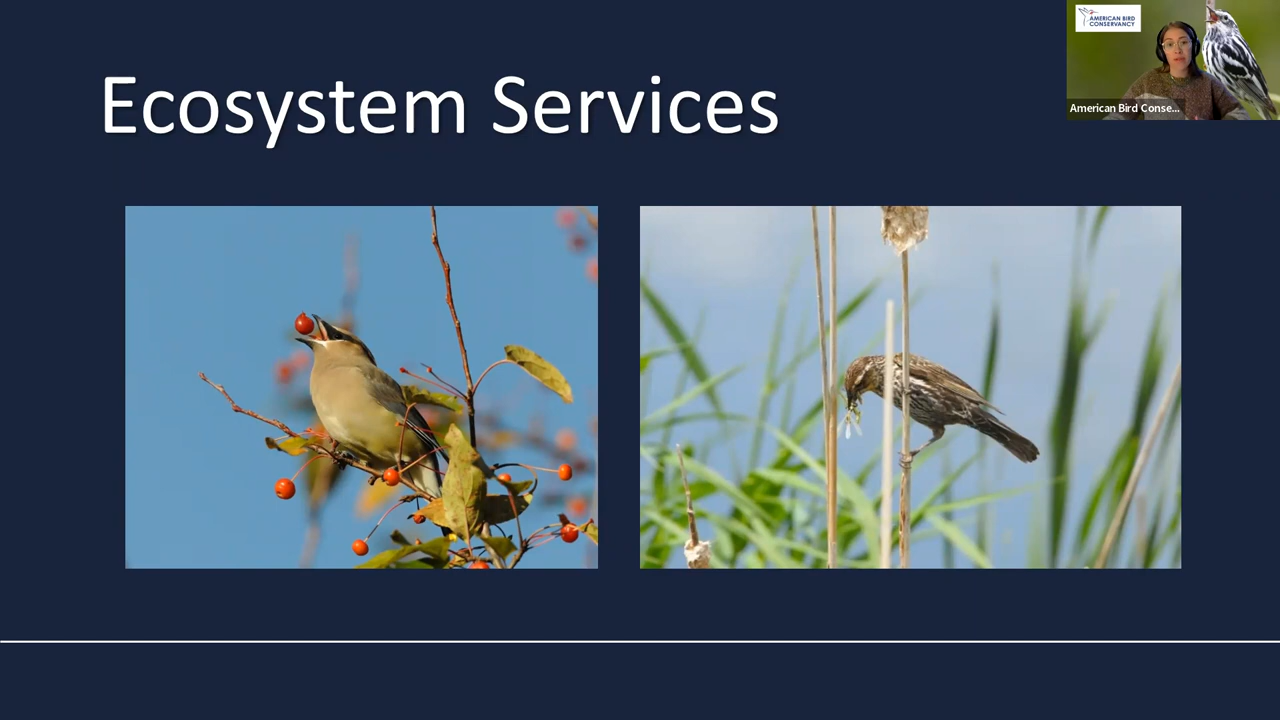 Ecosystem Services
AMERICAN BIRD
CONSERVANCY
American Bird Conse...